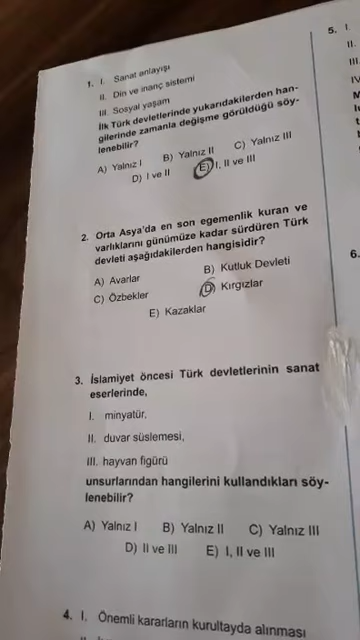 1. I. Sanat anlayışı
II. Din ve inanç sistemi
III. Sosyal yaşam
İlk Türk devletlerinde yukarıdakilerden han-
gilerinde zamanla değişme görüldüğü söy-
lenebilir?
A) Yalnız I B) Yalnız II C) Yalnız III
D) I ve II E) I, II ve III
2. Orta Asya'da en son egemenlik kuran ve
varlıklarını günümüze kadar sürdüren Türk
devleti aşağıdakilerden hangisidir?
A) Avarlar B) Kutluk Devleti
C) Özbekler D) Kırgızlar
E) Kazaklar
3. İslamiyet öncesi Türk devletlerinin sanat
eserlerinde,
I. minyatür,
II. duvar süslemesi,
III. hayvan figürü
unsurlarından hangilerini kullandıkları söy-
lenebilir?
A) Yalnız I B) Yalnız II C) Yalnız III
D) II ve III E) I, II ve III
4. I. Önemli kararların kurultayda alınması
5. I.
II.
III.
6.